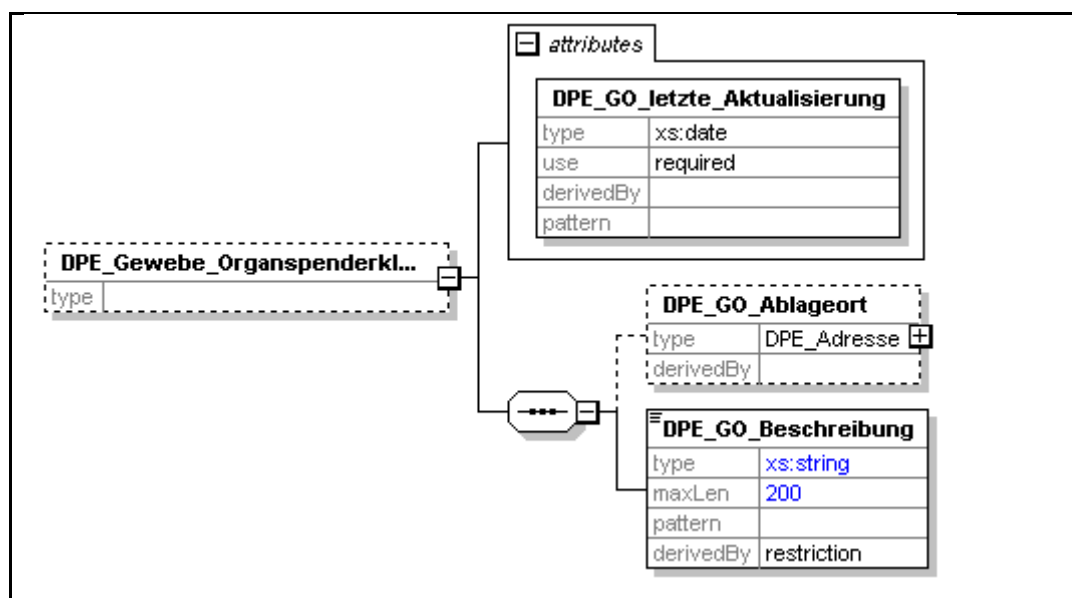 attributes
DPE_GO_letzte_Aktualisierung
type xs:date
use required
derivedBy
pattern
DPE_Gewebe_Organspenderkl...
type
DPE_GO_Ablageort
type DPE_Adresse
derivedBy
DPE_GO_Beschreibung
type xs:string
maxLen 200
pattern
derivedBy restriction